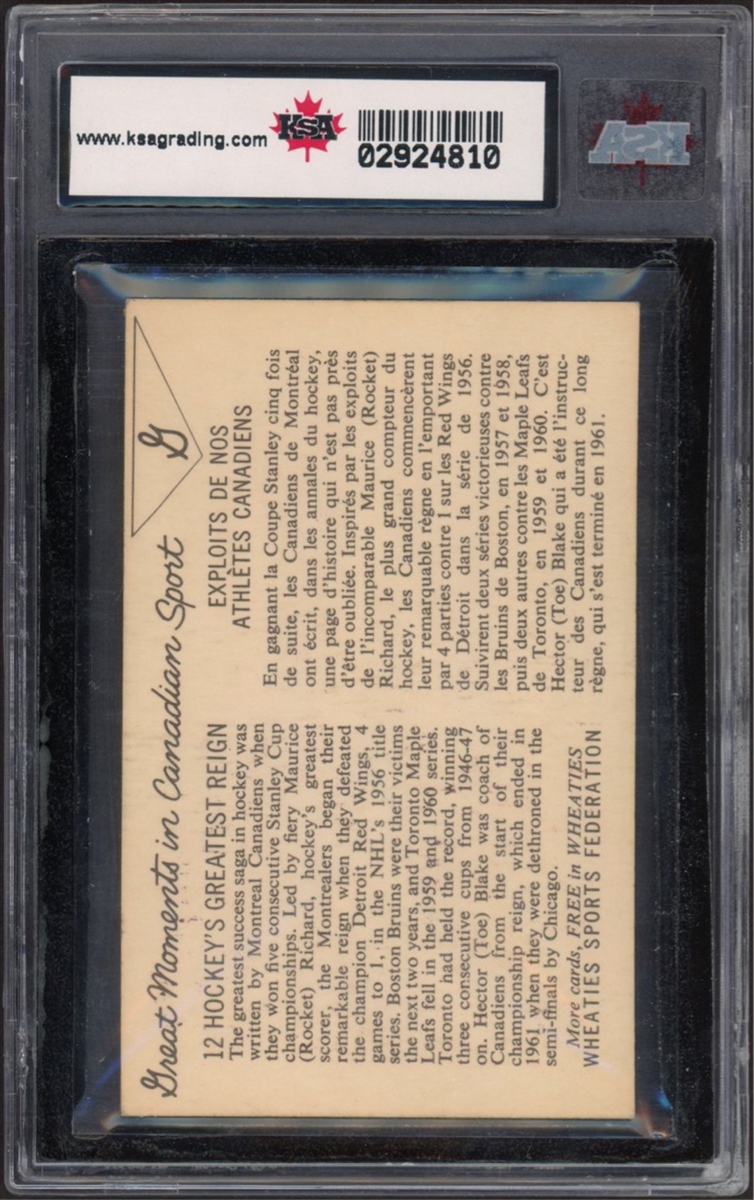 www.ksagrading.com
KSA
02924810
KSA
Great Moments in Canadian Sport
G
12 HOCKEY'S GREATEST REIGN
The greatest success saga in hockey was
written by Montreal Canadiens when
they won five consecutive Stanley Cup
championships. Led by fiery Maurice
(Rocket) Richard, hockey's greatest
scorer, the Montrealers began their
remarkable reign when they defeated
the champion Detroit Red Wings, 4
games to 1, in the NHL's 1956 title
series. Boston Bruins were their victims
the next two years, and Toronto Maple
Leafs fell in the 1959 and 1960 series.
Toronto had held the record, winning
three consecutive cups from 1946-47
on. Hector (Toe) Blake was coach of
Canadiens from the start of their
championship reign, which ended in
1961 when they were dethroned in the
semi-finals by Chicago.
More cards, FREE in WHEATIES
WHEATIES SPORTS FEDERATION
EXPLOITS DE NOS
ATHLÈTES CANADIENS
En gagnant la Coupe Stanley cinq fois
de suite, les Canadiens de Montréal
ont écrit, dans les annales du hockey,
une page d'histoire qui n'est pas près
d'être oubliée. Inspirés par les exploits
de l'incomparable Maurice (Rocket)
Richard, le plus grand compteur du
hockey, les Canadiens commencèrent
leur remarquable règne en l'emportant
par 4 parties contre 1 sur les Red Wings
de Détroit dans la série de 1956.
Suivirent deux séries victorieuses contre
les Bruins de Boston, en 1957 et 1958,
puis deux autres contre les Maple Leafs
de Toronto, en 1959 et 1960. C'est
Hector (Toe) Blake qui a été l'instruc-
teur des Canadiens durant ce long
règne, qui s'est terminé en 1961.